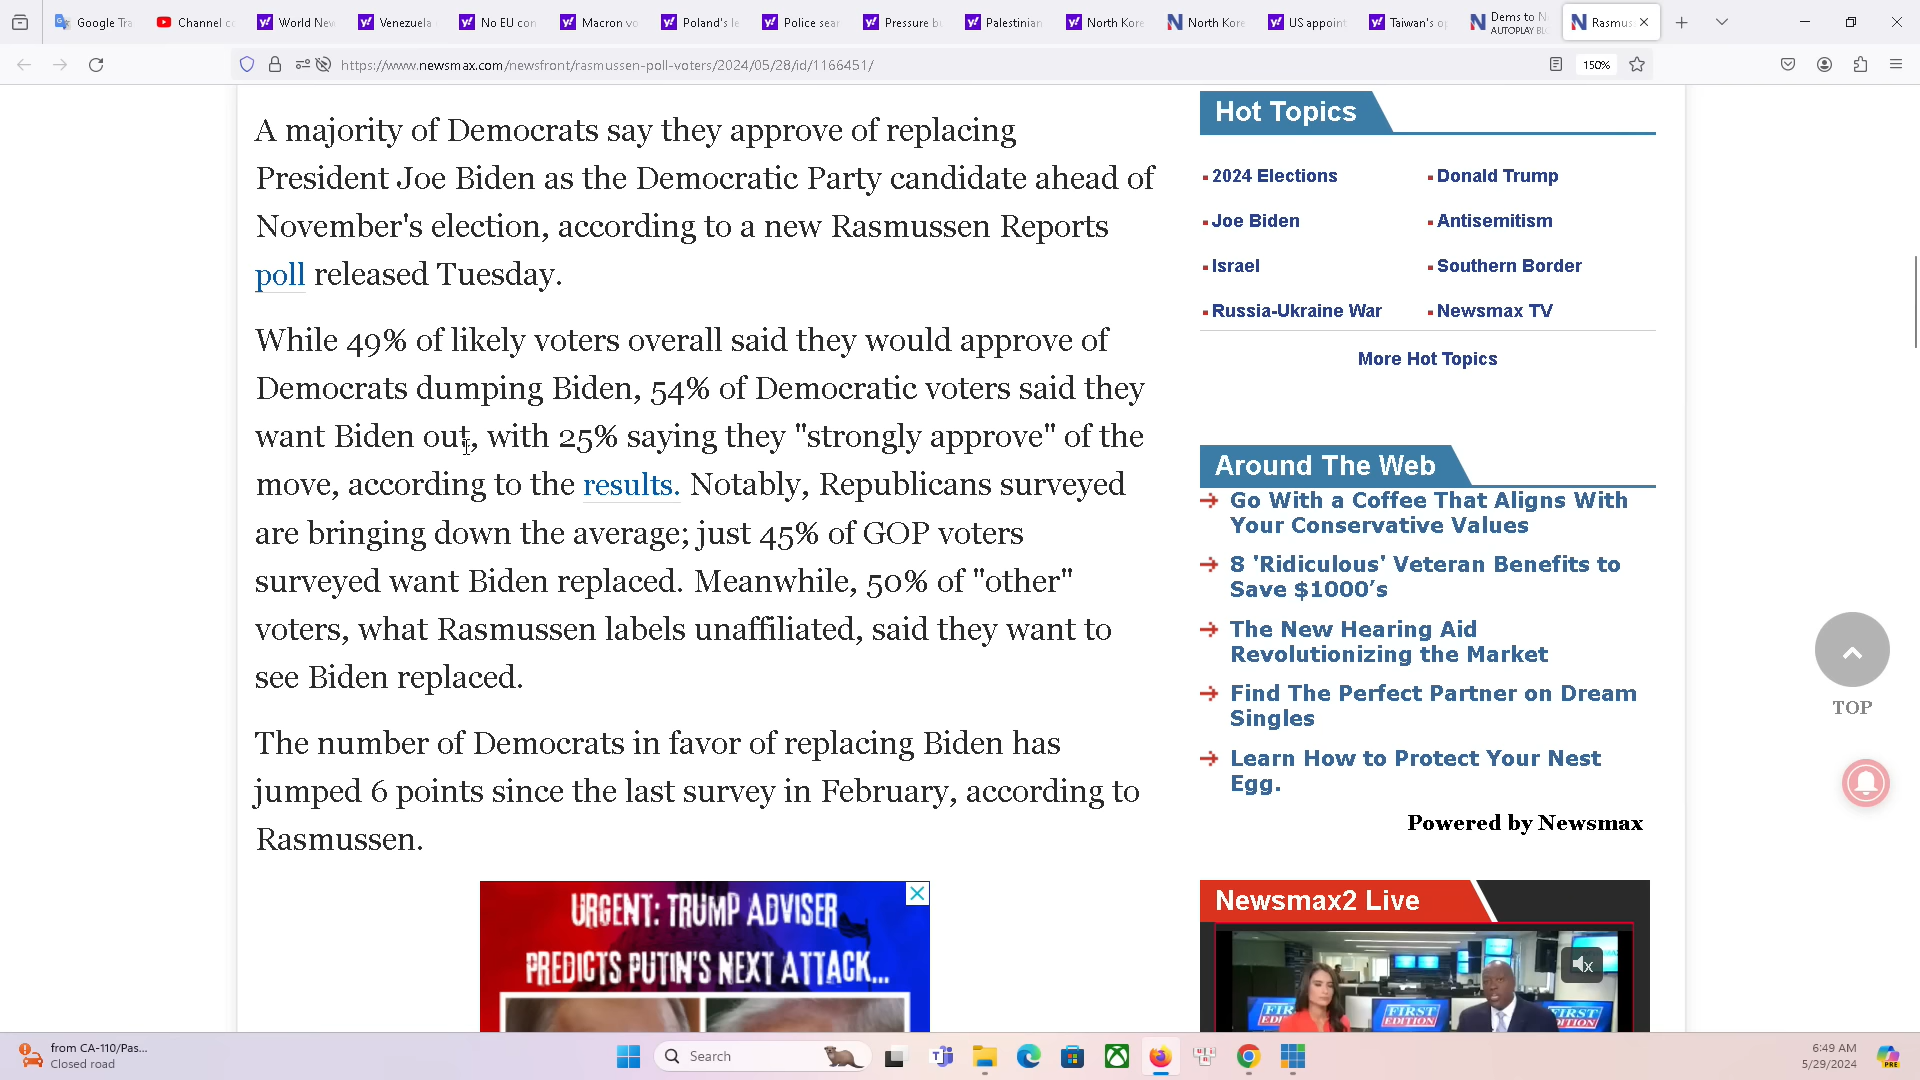 Google Tra
Channel c
World Nev
Venezuela
No EU con
Macron vo
Poland's le
Police sear
Pressure b
Palestinian
North Kore
North Kore
US appoint
Taiwan's op
Dems to N
AUTOPLAY BL
Rasmus
https://www.newsmax.com/newsfront/rasmussen-poll-voters/2024/05/28/id/1166451/
150%
A majority of Democrats say they approve of replacing
President Joe Biden as the Democratic Party candidate ahead of
November's election, according to a new Rasmussen Reports
poll released Tuesday.
While 49% of likely voters overall said they would approve of
Democrats dumping Biden, 54% of Democratic voters said they
want Biden out, with 25% saying they "strongly approve" of the
move, according to the results. Notably, Republicans surveyed
are bringing down the average; just 45% of GOP voters
surveyed want Biden replaced. Meanwhile, 50% of "other"
voters, what Rasmussen labels unaffiliated, said they want to
see Biden replaced.
The number of Democrats in favor of replacing Biden has
jumped 6 points since the last survey in February, according to
Rasmussen.
URGENT: TRUMP ADVISER
PREDICTS PUTIN'S NEXT ATTACK...
Hot Topics
2024 Elections
Donald Trump
Joe Biden
Antisemitism
Israel
Southern Border
Russia-Ukraine War
Newsmax TV
More Hot Topics
Around The Web
Go With a Coffee That Aligns With
Your Conservative Values
8 'Ridiculous' Veteran Benefits to
Save $1000's
The New Hearing Aid
Revolutionizing the Market
Find The Perfect Partner on Dream
Singles
Learn How to Protect Your Nest
Egg.
Powered by Newsmax
Newsmax2 Live
FIRST
EDITION
FIRST
EDITION
TOP
from CA-110/Pas...
Closed road
Search
6:49 AM
5/29/2024
PRE